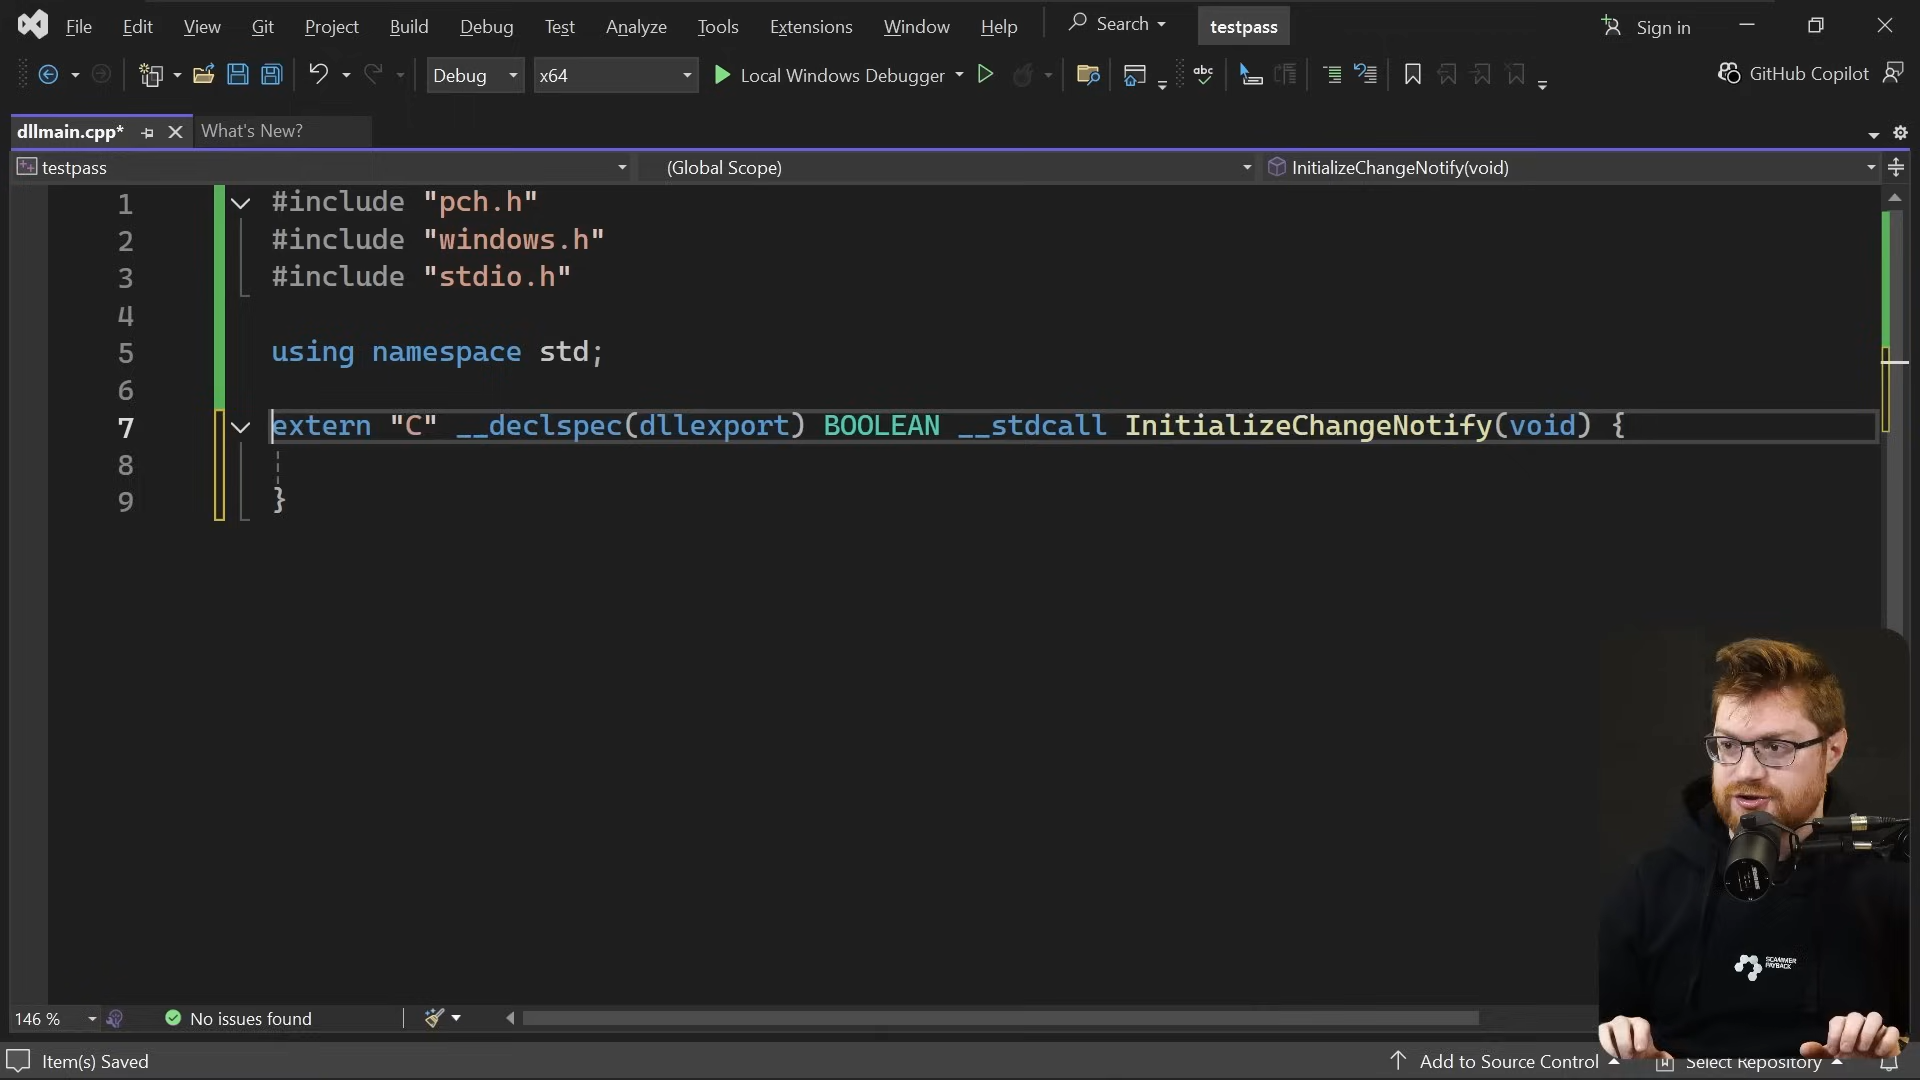 File Edit View Git Project Build Debug Test Analyze Tools Extensions Window Help Search testpass Sign in
Debug x64 Local Windows Debugger abc GitHub Copilot
dllmain.cpp* What's New?
testpass (Global Scope) InitializeChangeNotify(void)
1 #include "pch.h"
2 #include "windows.h"
3 #include "stdio.h"
4
5 using namespace std;
6
7 extern "C" __declspec(dllexport) BOOLEAN __stdcall InitializeChangeNotify(void) {
8
9 }
SCAMMER
PAYBACK
146 % No issues found
Item(s) Saved Add to Source Control Select Repository